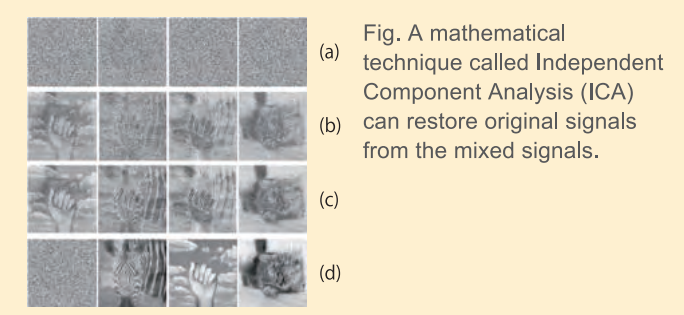 (a)
(b)
(c)
(d)
Fig. A mathematical
technique called Independent
Component Analysis (ICA)
can restore original signals
from the mixed signals.